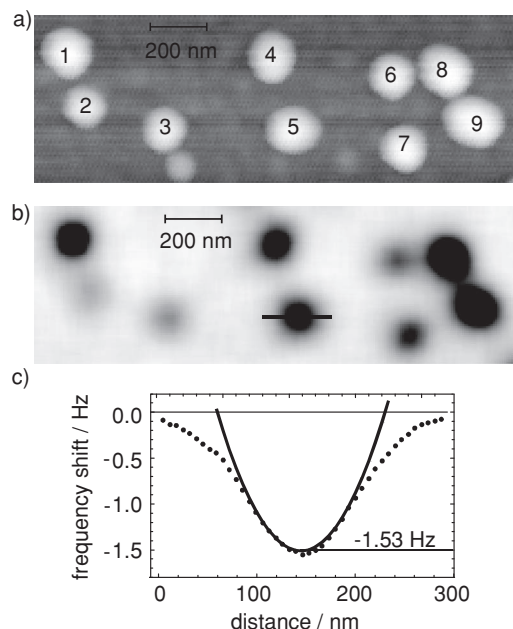 a)
200 nm
1
4
6
8
2
3
5
7
9
b)
200 nm
c)
frequency shift / Hz
0.0
-0.5
-1.0
-1.5
-1.53 Hz
0
100
200
300
distance / nm